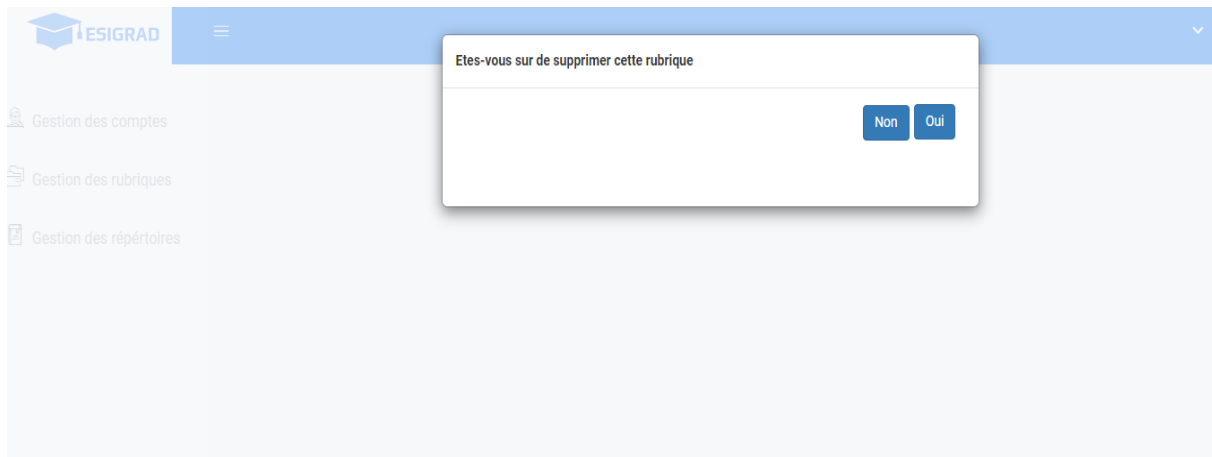 ESIGRAD
Etes-vous sur de supprimer cette rubrique
Non Oui
Gestion des comptes
Gestion des rubriques
Gestion des répértoires